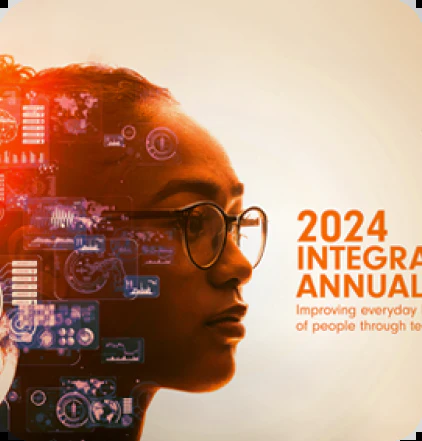 2024
INTEGRA
ANNUAL
Improving everyday
of people through te